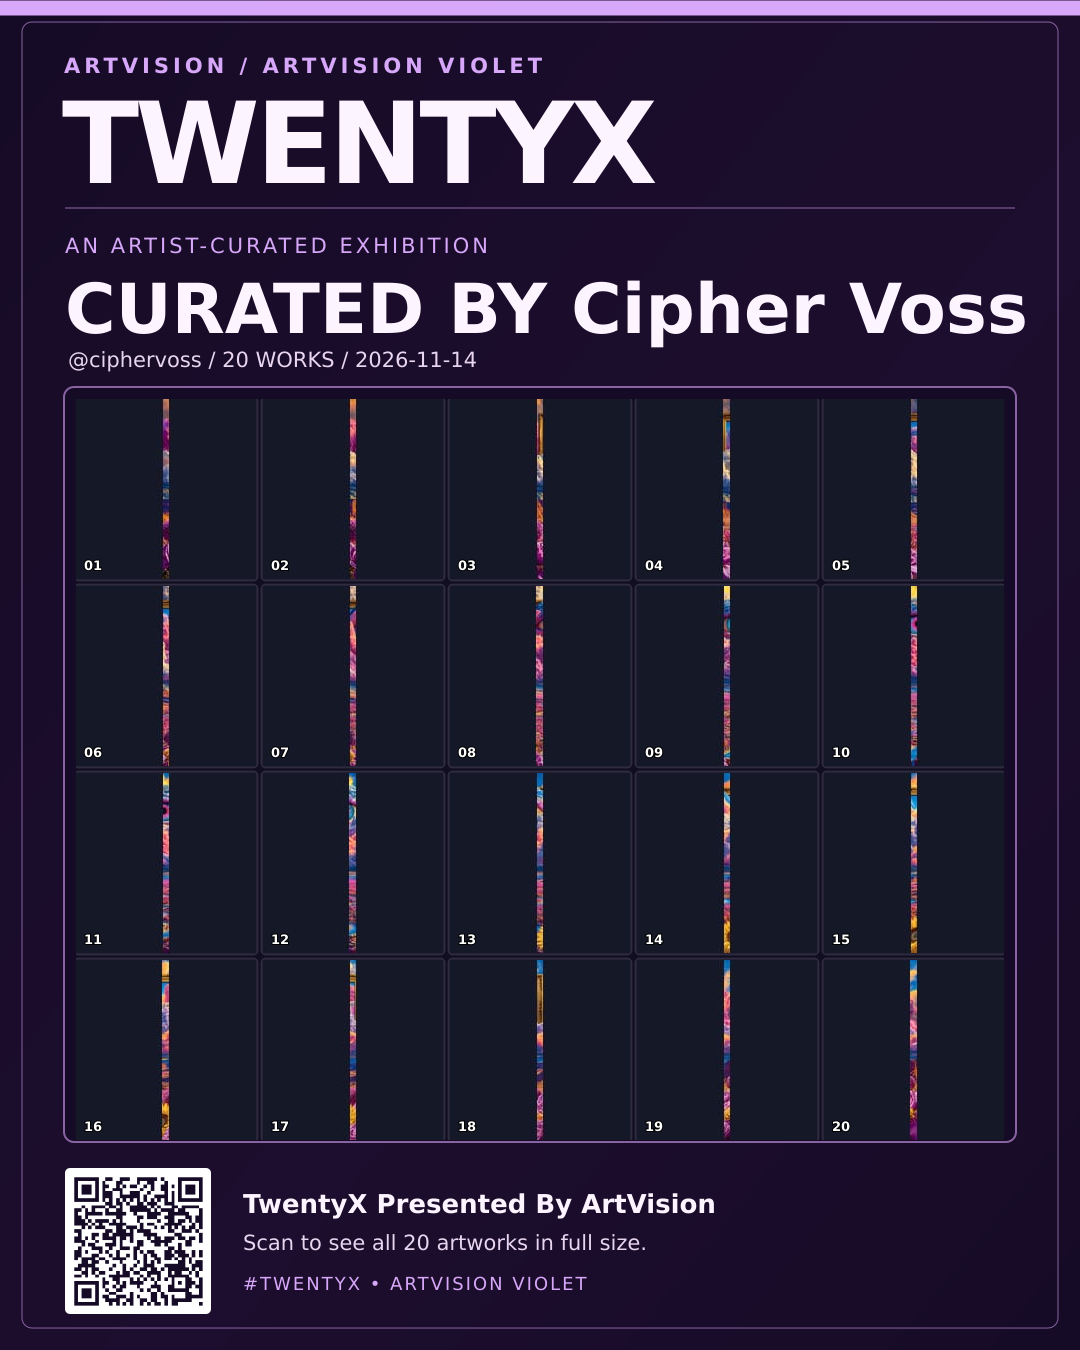 ARTVISION / ARTVISION VIOLET
TWENTYX
AN ARTIST-CURATED EXHIBITION
CURATED BY Cipher Voss
@ciphervoss / 20 WORKS / 2026-11-14
01 02 03 04 05
06 07 08 09 10
11 12 13 14 15
16 17 18 19 20
TwentyX Presented By ArtVision
Scan to see all 20 artworks in full size.
#TWENTYX • ARTVISION VIOLET